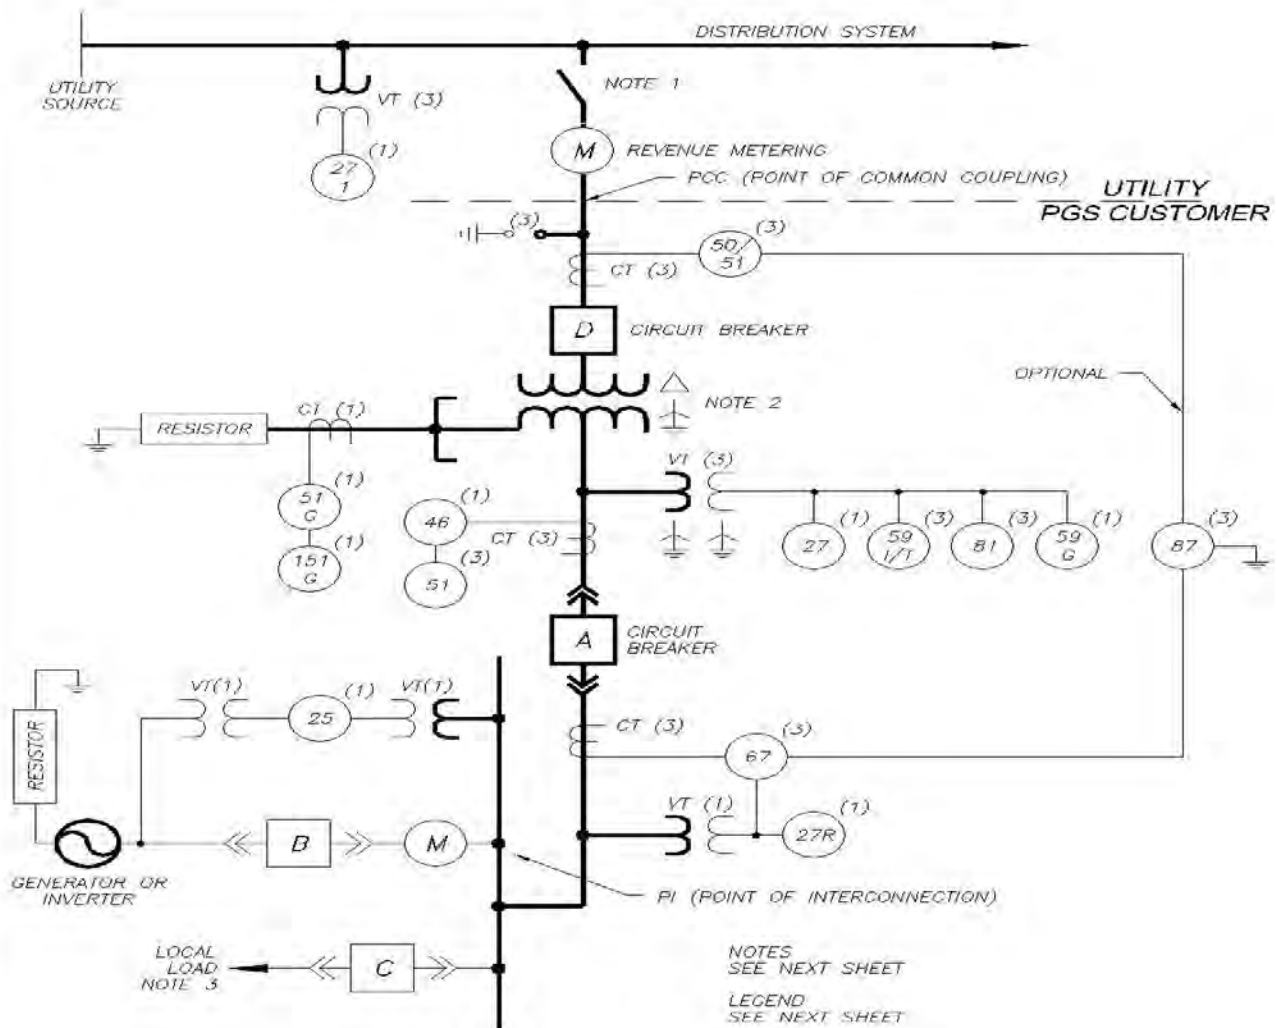 DISTRIBUTION SYSTEM
UTILITY
SOURCE
NOTE 1
VT (3)
(1)
27
1
M
REVENUE METERING
PCC (POINT OF COMMON COUPLING)
UTILITY
PGS CUSTOMER
(3)
(3)
50/
51
CT (3)
D
CIRCUIT BREAKER
OPTIONAL
NOTE 2
CT (1)
RESISTOR
VT (3)
(1)
51
G
(1)
46
CT (3)
(1)
27
(3)
59
I/T
(3)
81
(1)
59
G
(3)
87
(1)
151
G
(3)
51
A
CIRCUIT
BREAKER
VT(1)
(1)
25
VT(1)
CT (3)
(3)
67
RESISTOR
VT (1)
(1)
27R
B
M
GENERATOR OR
INVERTER
PI (POINT OF INTERCONNECTION)
LOCAL
LOAD
NOTE 3
C
NOTES
SEE NEXT SHEET
LEGEND
SEE NEXT SHEET